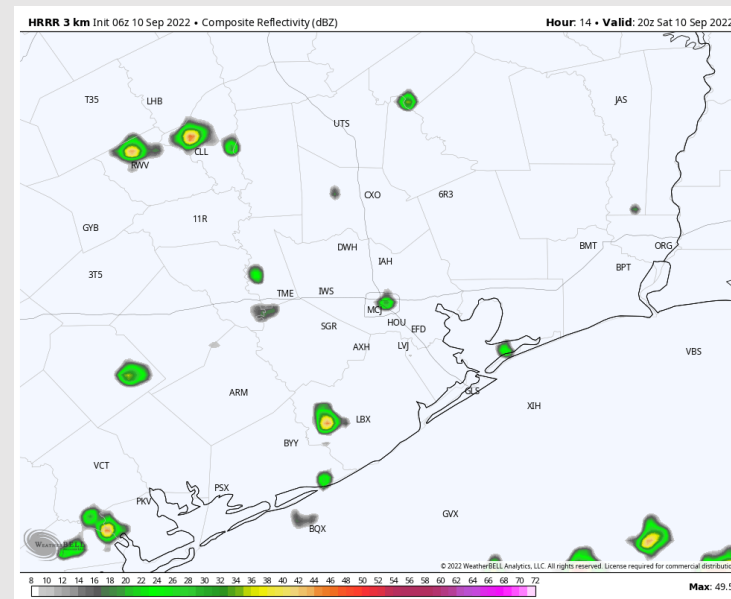 HRRR 3 km Init 06z 10 Sep 2022 • Composite Reflectivity (dBZ)
Hour: 14 • Valid: 20z Sat 10 Sep 2022
T35
LHB
JAS
UTS
CLL
RWV
CXO
6R3
11R
GYB
DWH
BMT
ORG
IAH
BPT
3T5
TME
IWS
MCJ
HOU
SGR
EFD
AXH
LVJ
VBS
ARM
GLS
XIH
LBX
BYY
VCT
PSX
PKV
GVX
BQX
WeatherBELL
© 2022 WeatherBELL Analytics, LLC. All rights reserved. License required for commercial distributio
8 10 12 14 16 18 20 22 24 26 28 30 32 34 36 38 40 42 44 46 48 50 52 54 56 58 60 62 64 66 68 70 72
Max: 49.5